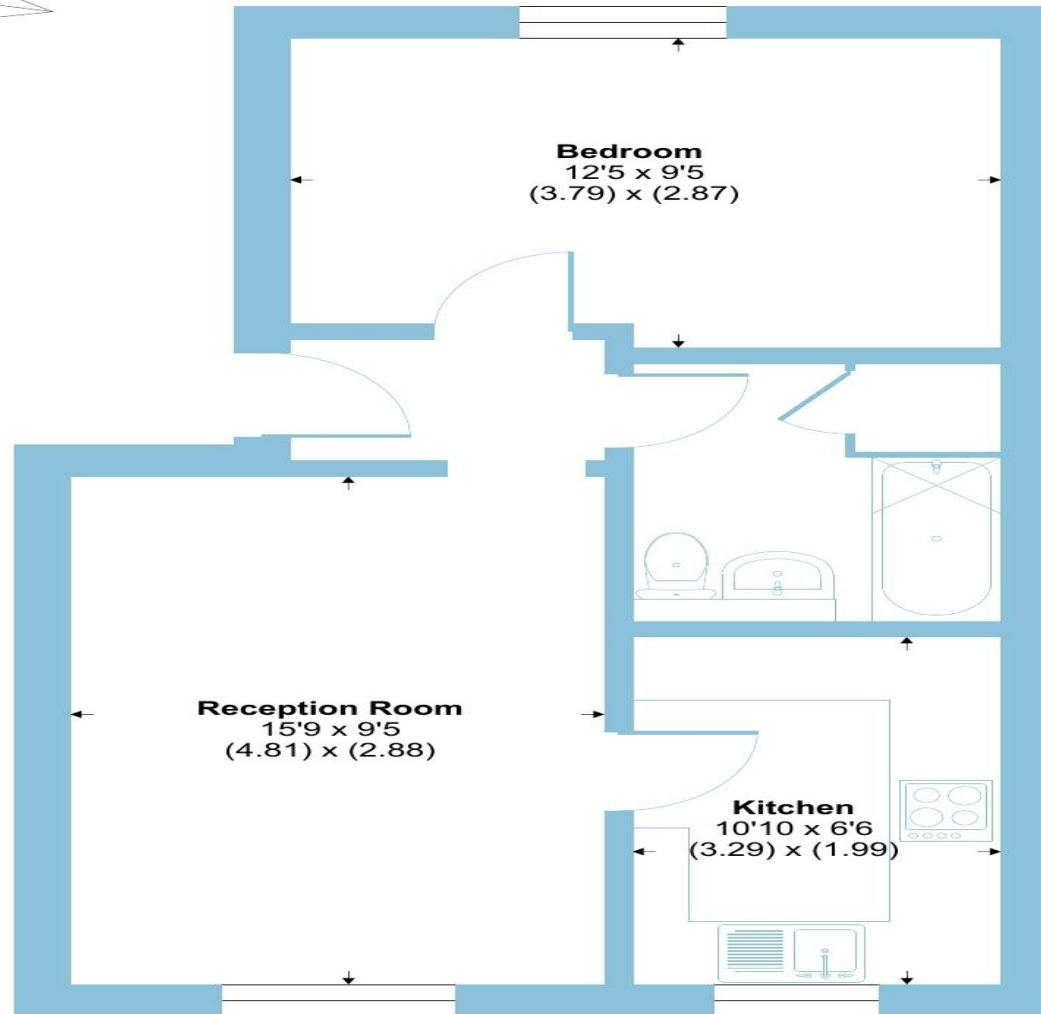 Bedroom
12'5 x 9'5
(3.79) x (2.87)
Reception Room
15'9 x 9'5
(4.81) x (2.88)
Kitchen
10'10 x 6'6
(3.29) x (1.99)